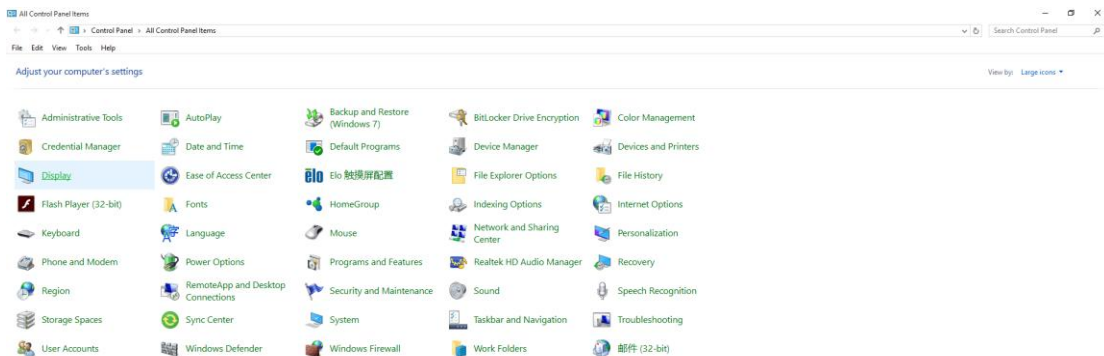 All Control Panel Items
Control Panel › All Control Panel Items
Search Control Panel
File Edit View Tools Help
Adjust your computer's settings
View by: Large icons
Administrative Tools
AutoPlay
Backup and Restore
(Windows 7)
BitLocker Drive Encryption
Color Management
Credential Manager
Date and Time
Default Programs
Device Manager
Devices and Printers
Display
Ease of Access Center
elo Elo 触摸屏配置
File Explorer Options
File History
Flash Player (32-bit)
Fonts
HomeGroup
Indexing Options
Internet Options
Keyboard
Language
Mouse
Network and Sharing
Center
Personalization
Phone and Modem
Power Options
Programs and Features
Realtek HD Audio Manager
Recovery
Region
RemoteApp and Desktop
Connections
Security and Maintenance
Sound
Speech Recognition
Storage Spaces
Sync Center
System
Taskbar and Navigation
Troubleshooting
User Accounts
Windows Defender
Windows Firewall
Work Folders
邮件 (32-bit)